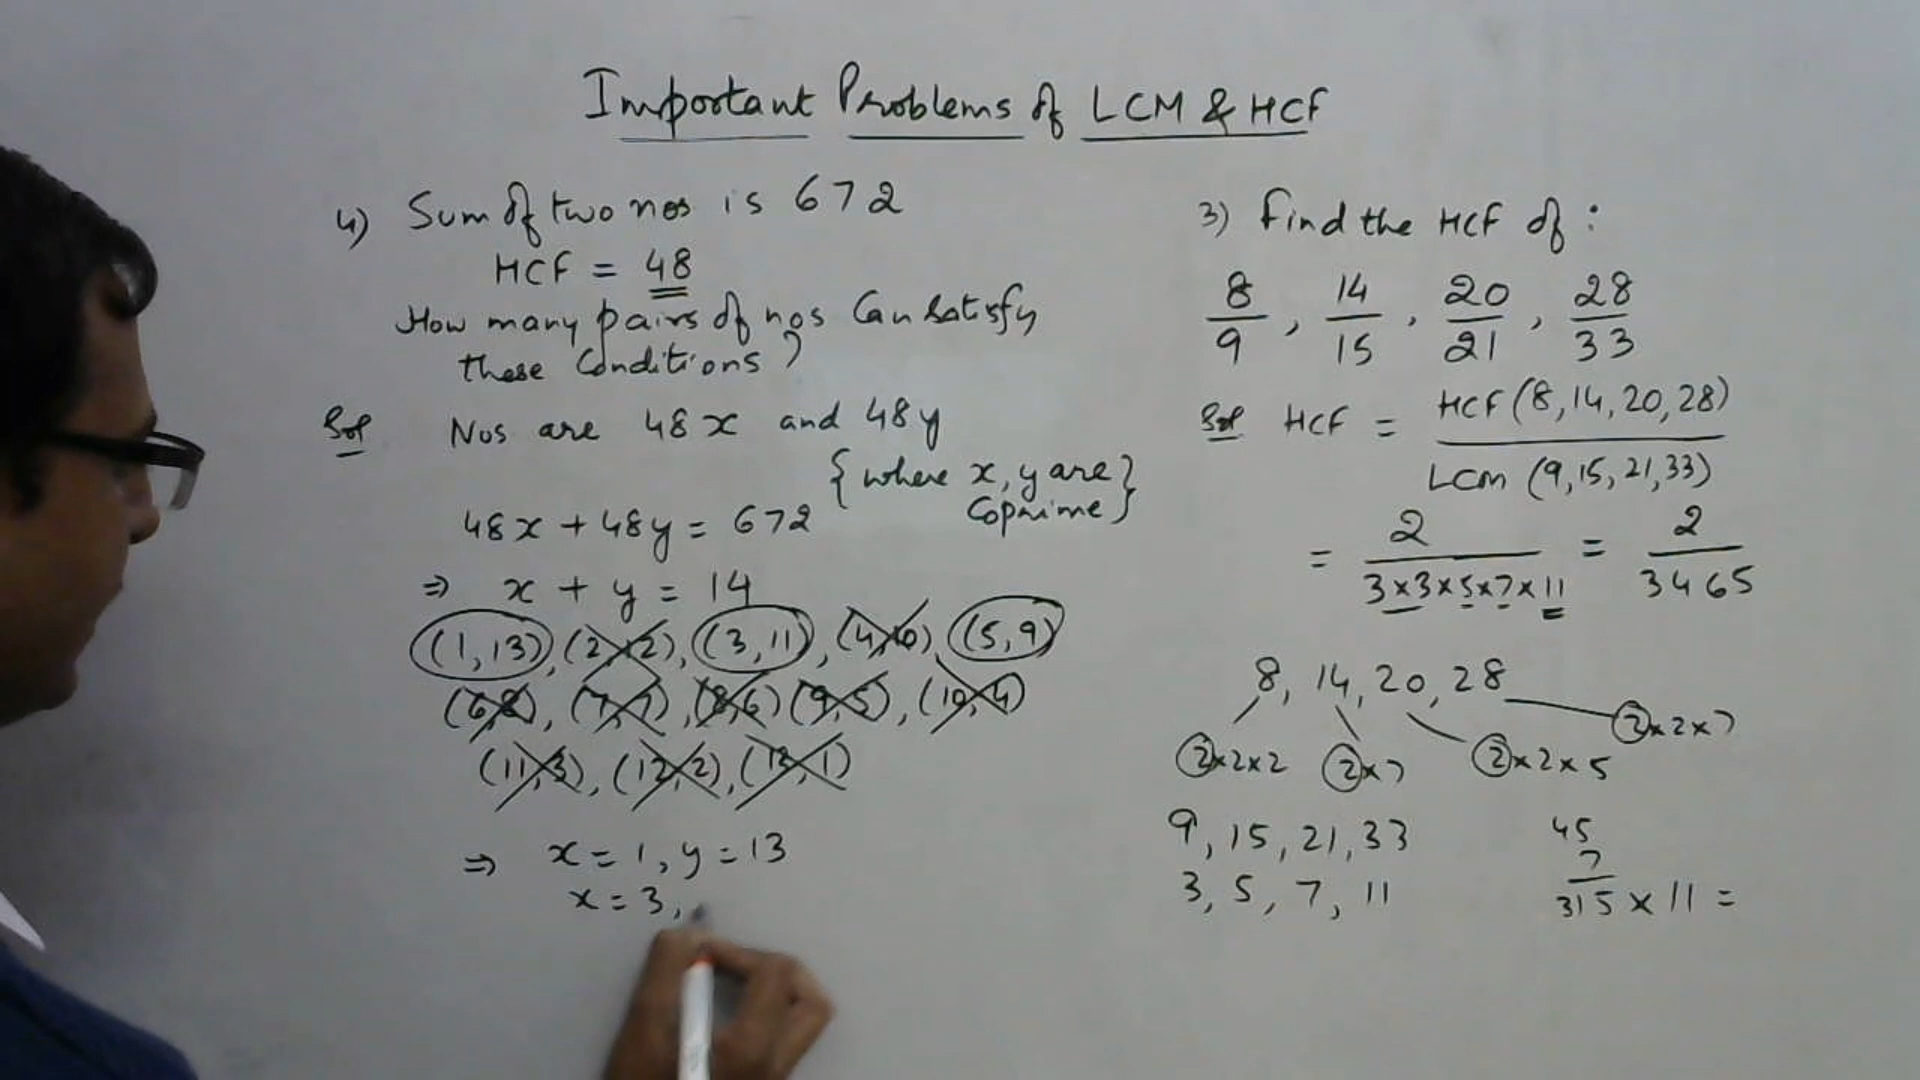 Important Problems of LCM & HCF
4) Sum of two nos is 672
HCF = 48
How many pairs of nos Can satisfy
these Conditions?
Sol Nos are 48x and 48y
{where x, y are
Coprime}
48x + 48y = 672
⇒ x + y = 14
(1,13), (2,12), (3,11), (4,10), (5,9)
(6,8), (7,7), (8,6) (9,5), (10,4)
(11,3), (12,2), (13,1)
⇒ x = 1, y = 13
x = 3,
3) Find the HCF of :
8/9, 14/15, 20/21, 28/33
Sol HCF = HCF (8,14,20,28) / LCM (9,15,21,33)
= 2 / 3×3×5×7×11 = 2 / 3465
8, 14, 20, 28
2×2×7
2×2×2 2×7 2×2×5
9, 15, 21, 33
3, 5, 7, 11
45
7
315 × 11 =